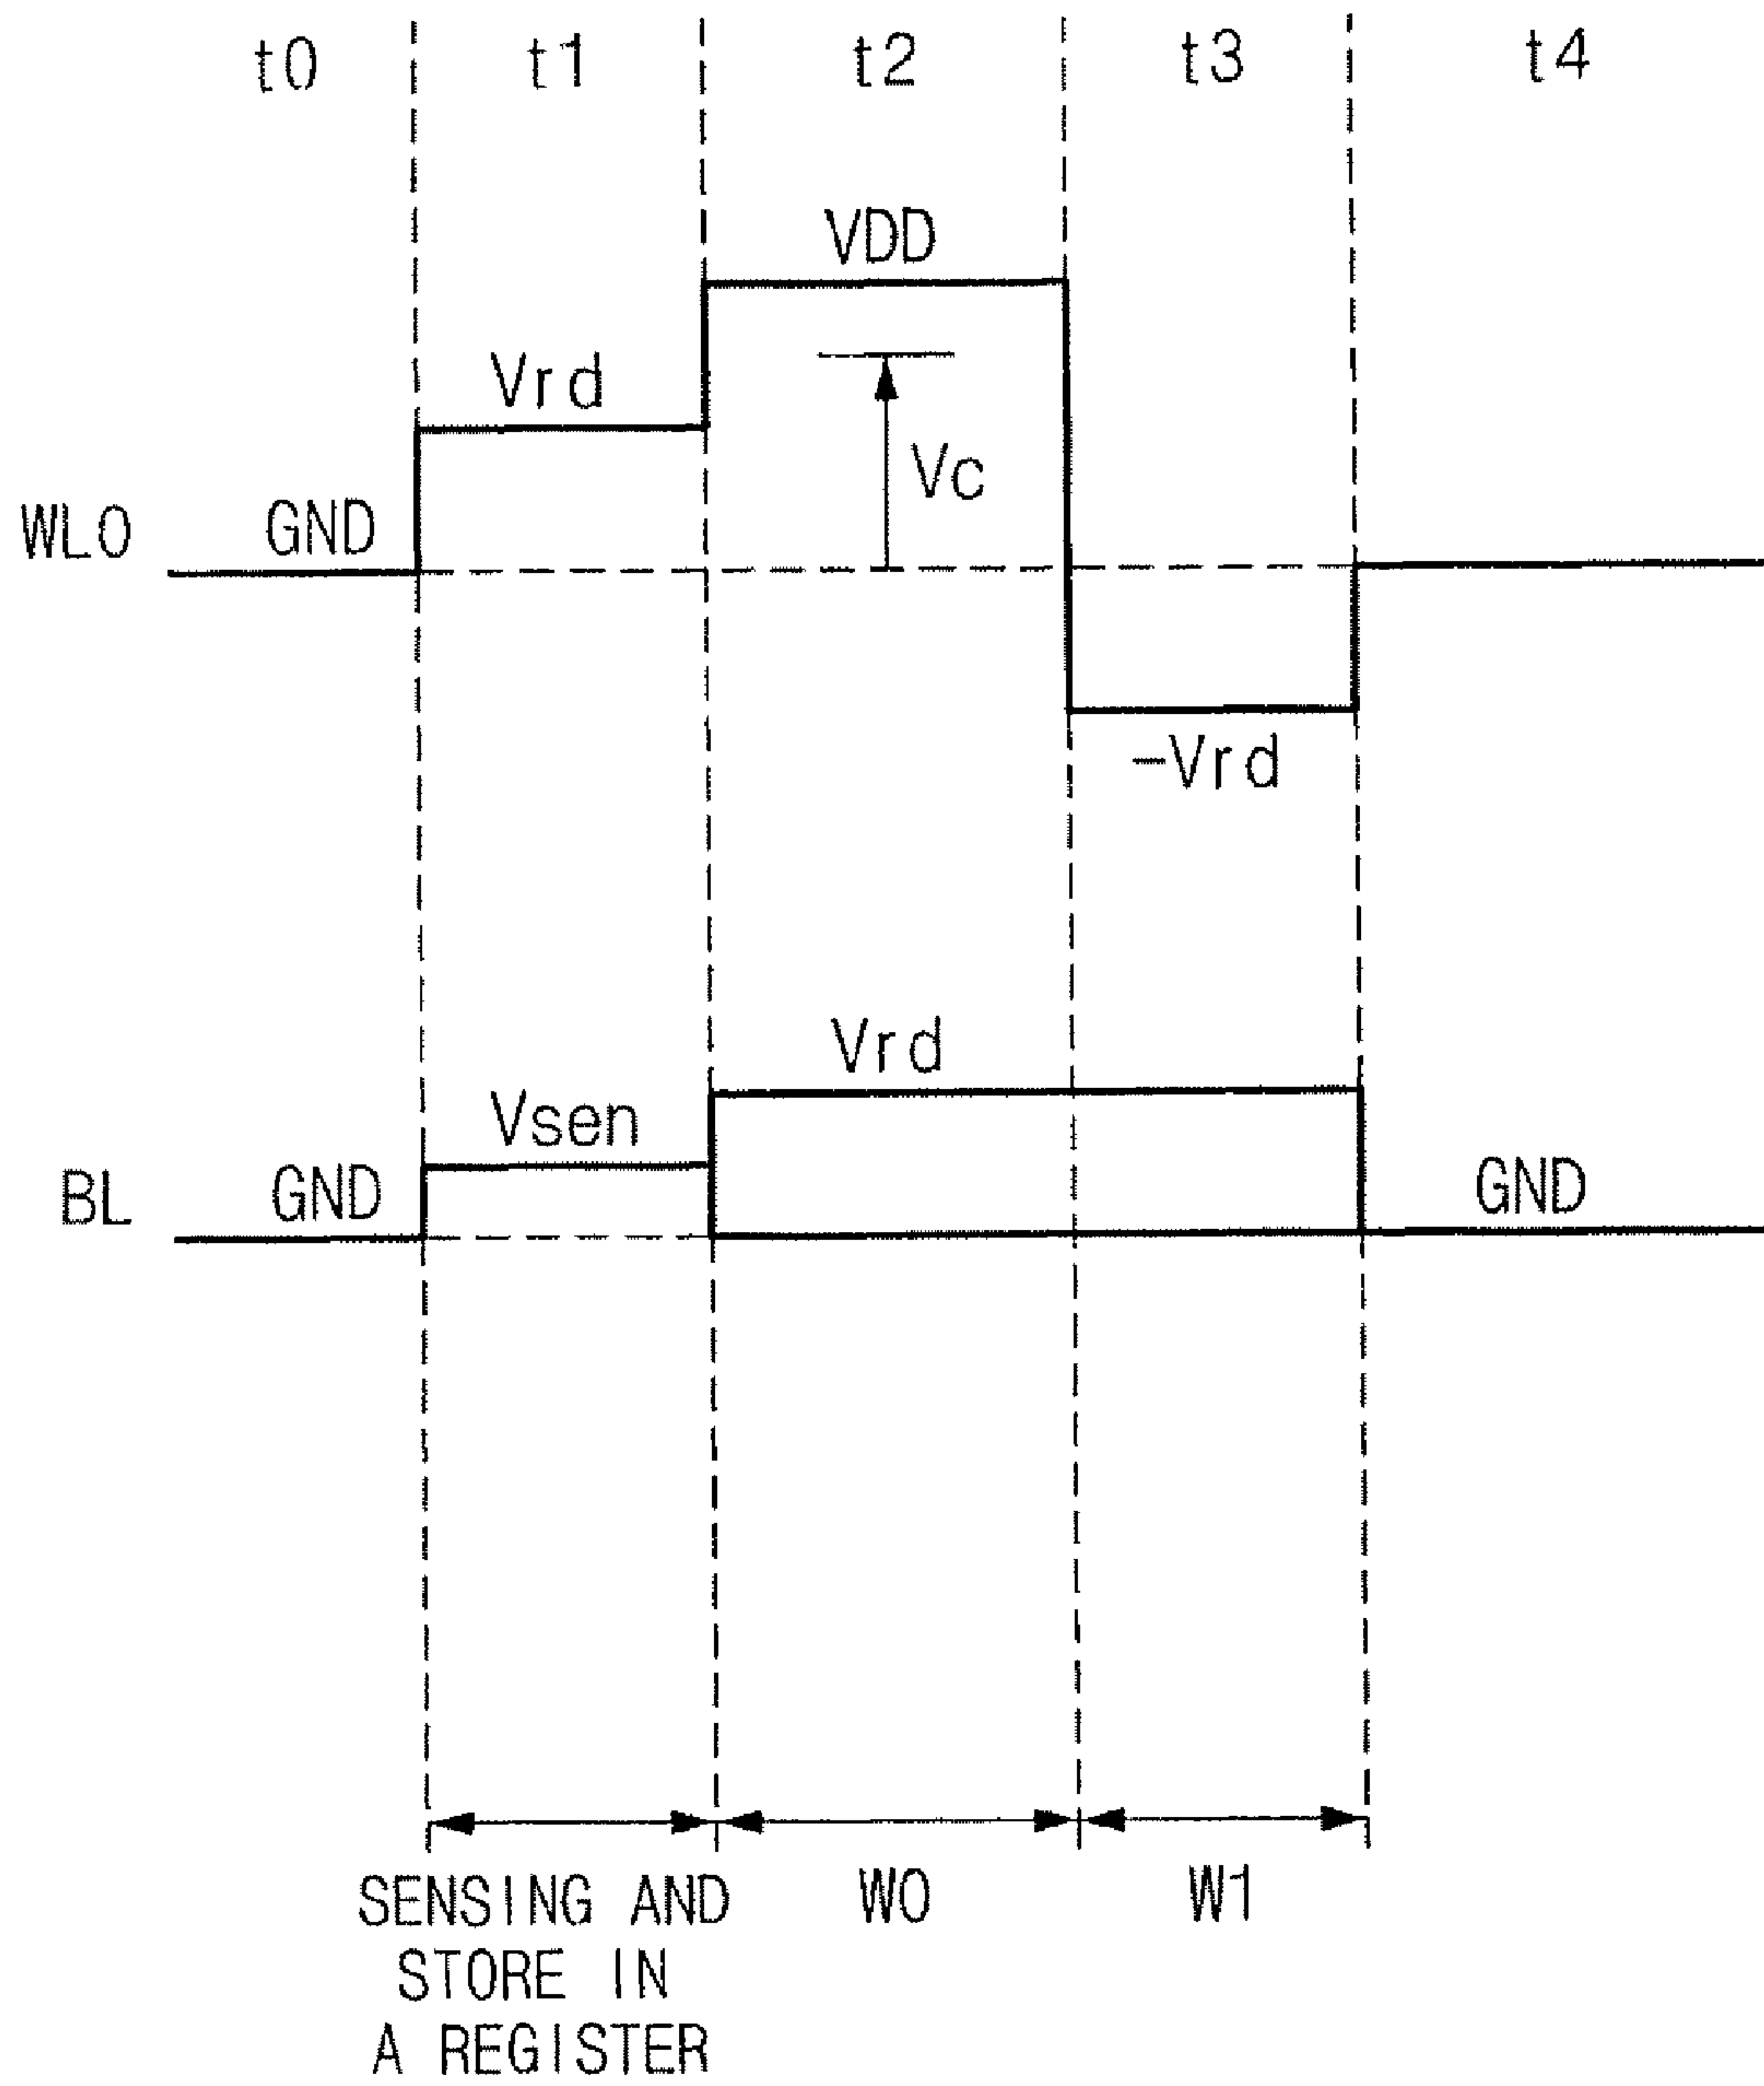 t0 t1 t2 t3 t4
VDD
Vrd
Vc
WL0 GND
-Vrd
Vrd
Vsen
BL GND GND
SENSING AND W0 W1
STORE IN
A REGISTER